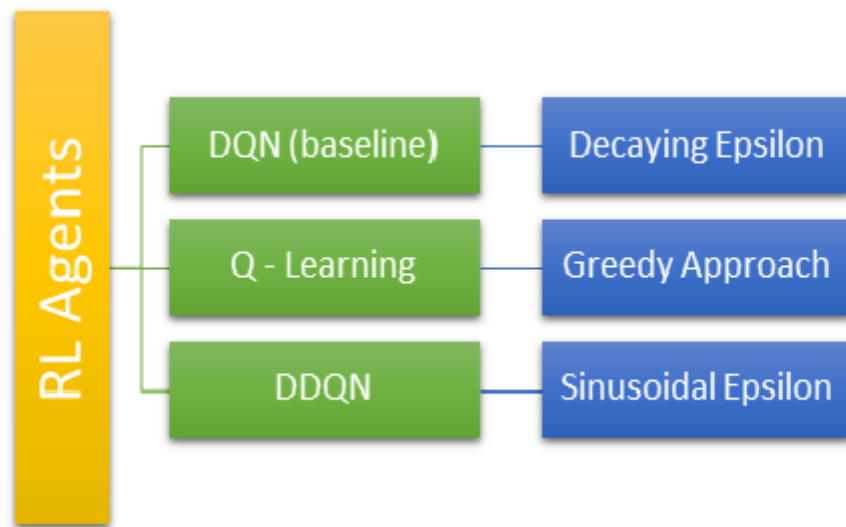 RL Agents
DQN (baseline)
Decaying Epsilon
Q - Learning
Greedy Approach
DDQN
Sinusoidal Epsilon